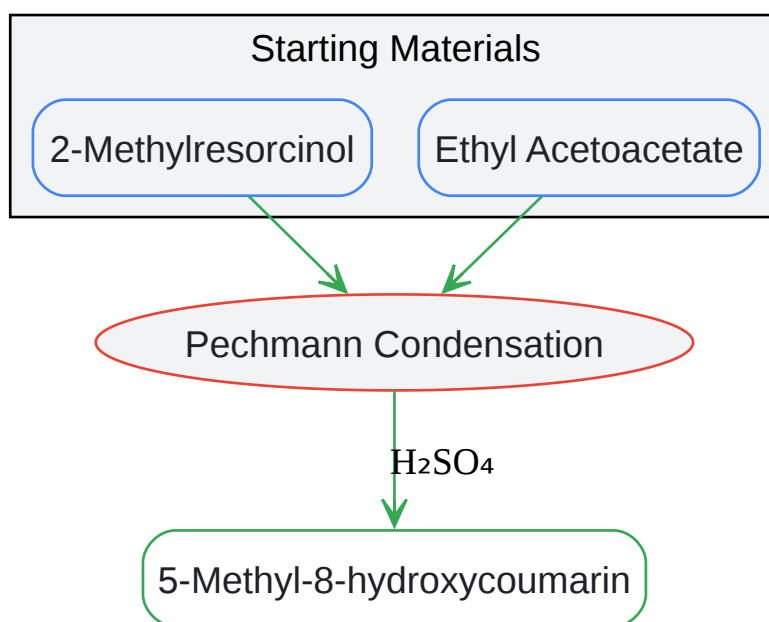 Starting Materials
2-Methylresorcinol
Ethyl Acetoacetate
Pechmann Condensation
H₂SO₄
5-Methyl-8-hydroxycoumarin